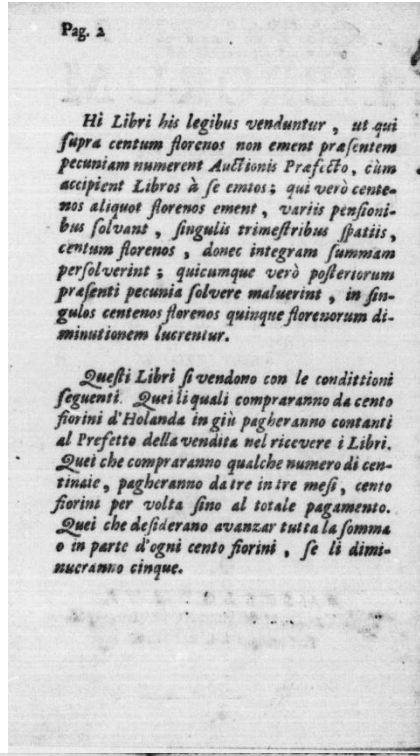 Pag. 2
Hi Libri his legibus venduntur , ut qui
supra centum florenos non ement præsentem
pecuniam numerent Auctionis Præfecto, cùm
accipient Libros à se emtos; qui verò cente-
nos aliquot florenos ement , variis pensioni-
bus solvant , singulis trimestribus spatiis ,
centum florenos , donec integram summam
persolverint ; quicumque verò posteriorum
præsenti pecunia solvere maluerint , in sin-
gulos centenos florenos quinque florenorum di-
minutionem lucrentur.
Questi Libri si vendono con le condittioni
seguenti. Quei li quali compraranno da cento
fiorini d'Holanda in giù pagheranno contanti
al Prefetto della vendita nel ricevere i Libri.
Quei che compraranno qualche numero di cen-
tinaie, pagheranno da tre in tre mesi, cento
fiorini per volta sino al totale pagamento.
Quei che desiderano avanzar tutta la somma
o in parte d'ogni cento fiorini , se li dimi-
nueranno cinque.